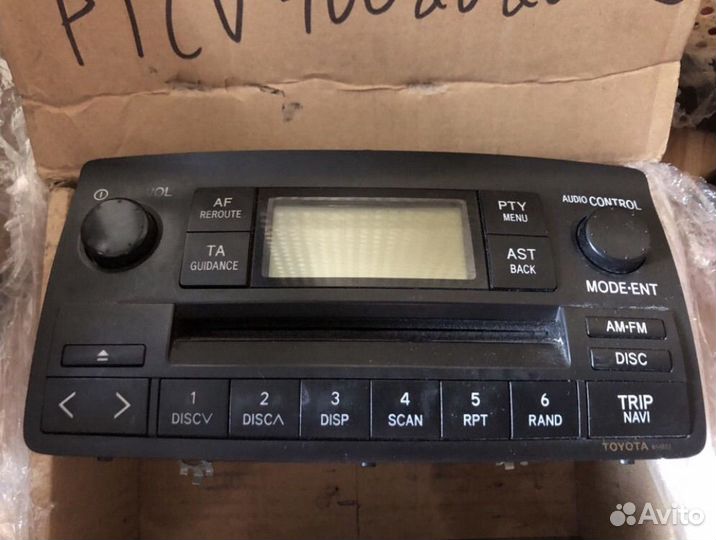 VOL
AF
REROUTE
TA
GUIDANCE
PTY
MENU
AST
BACK
AUDIO CONTROL
MODE·ENT
AM·FM
DISC
1
DISC∨
2
DISC∧
3
DISP
4
SCAN
5
RPT
6
RAND
TRIP
NAVI
TOYOTA
Avito